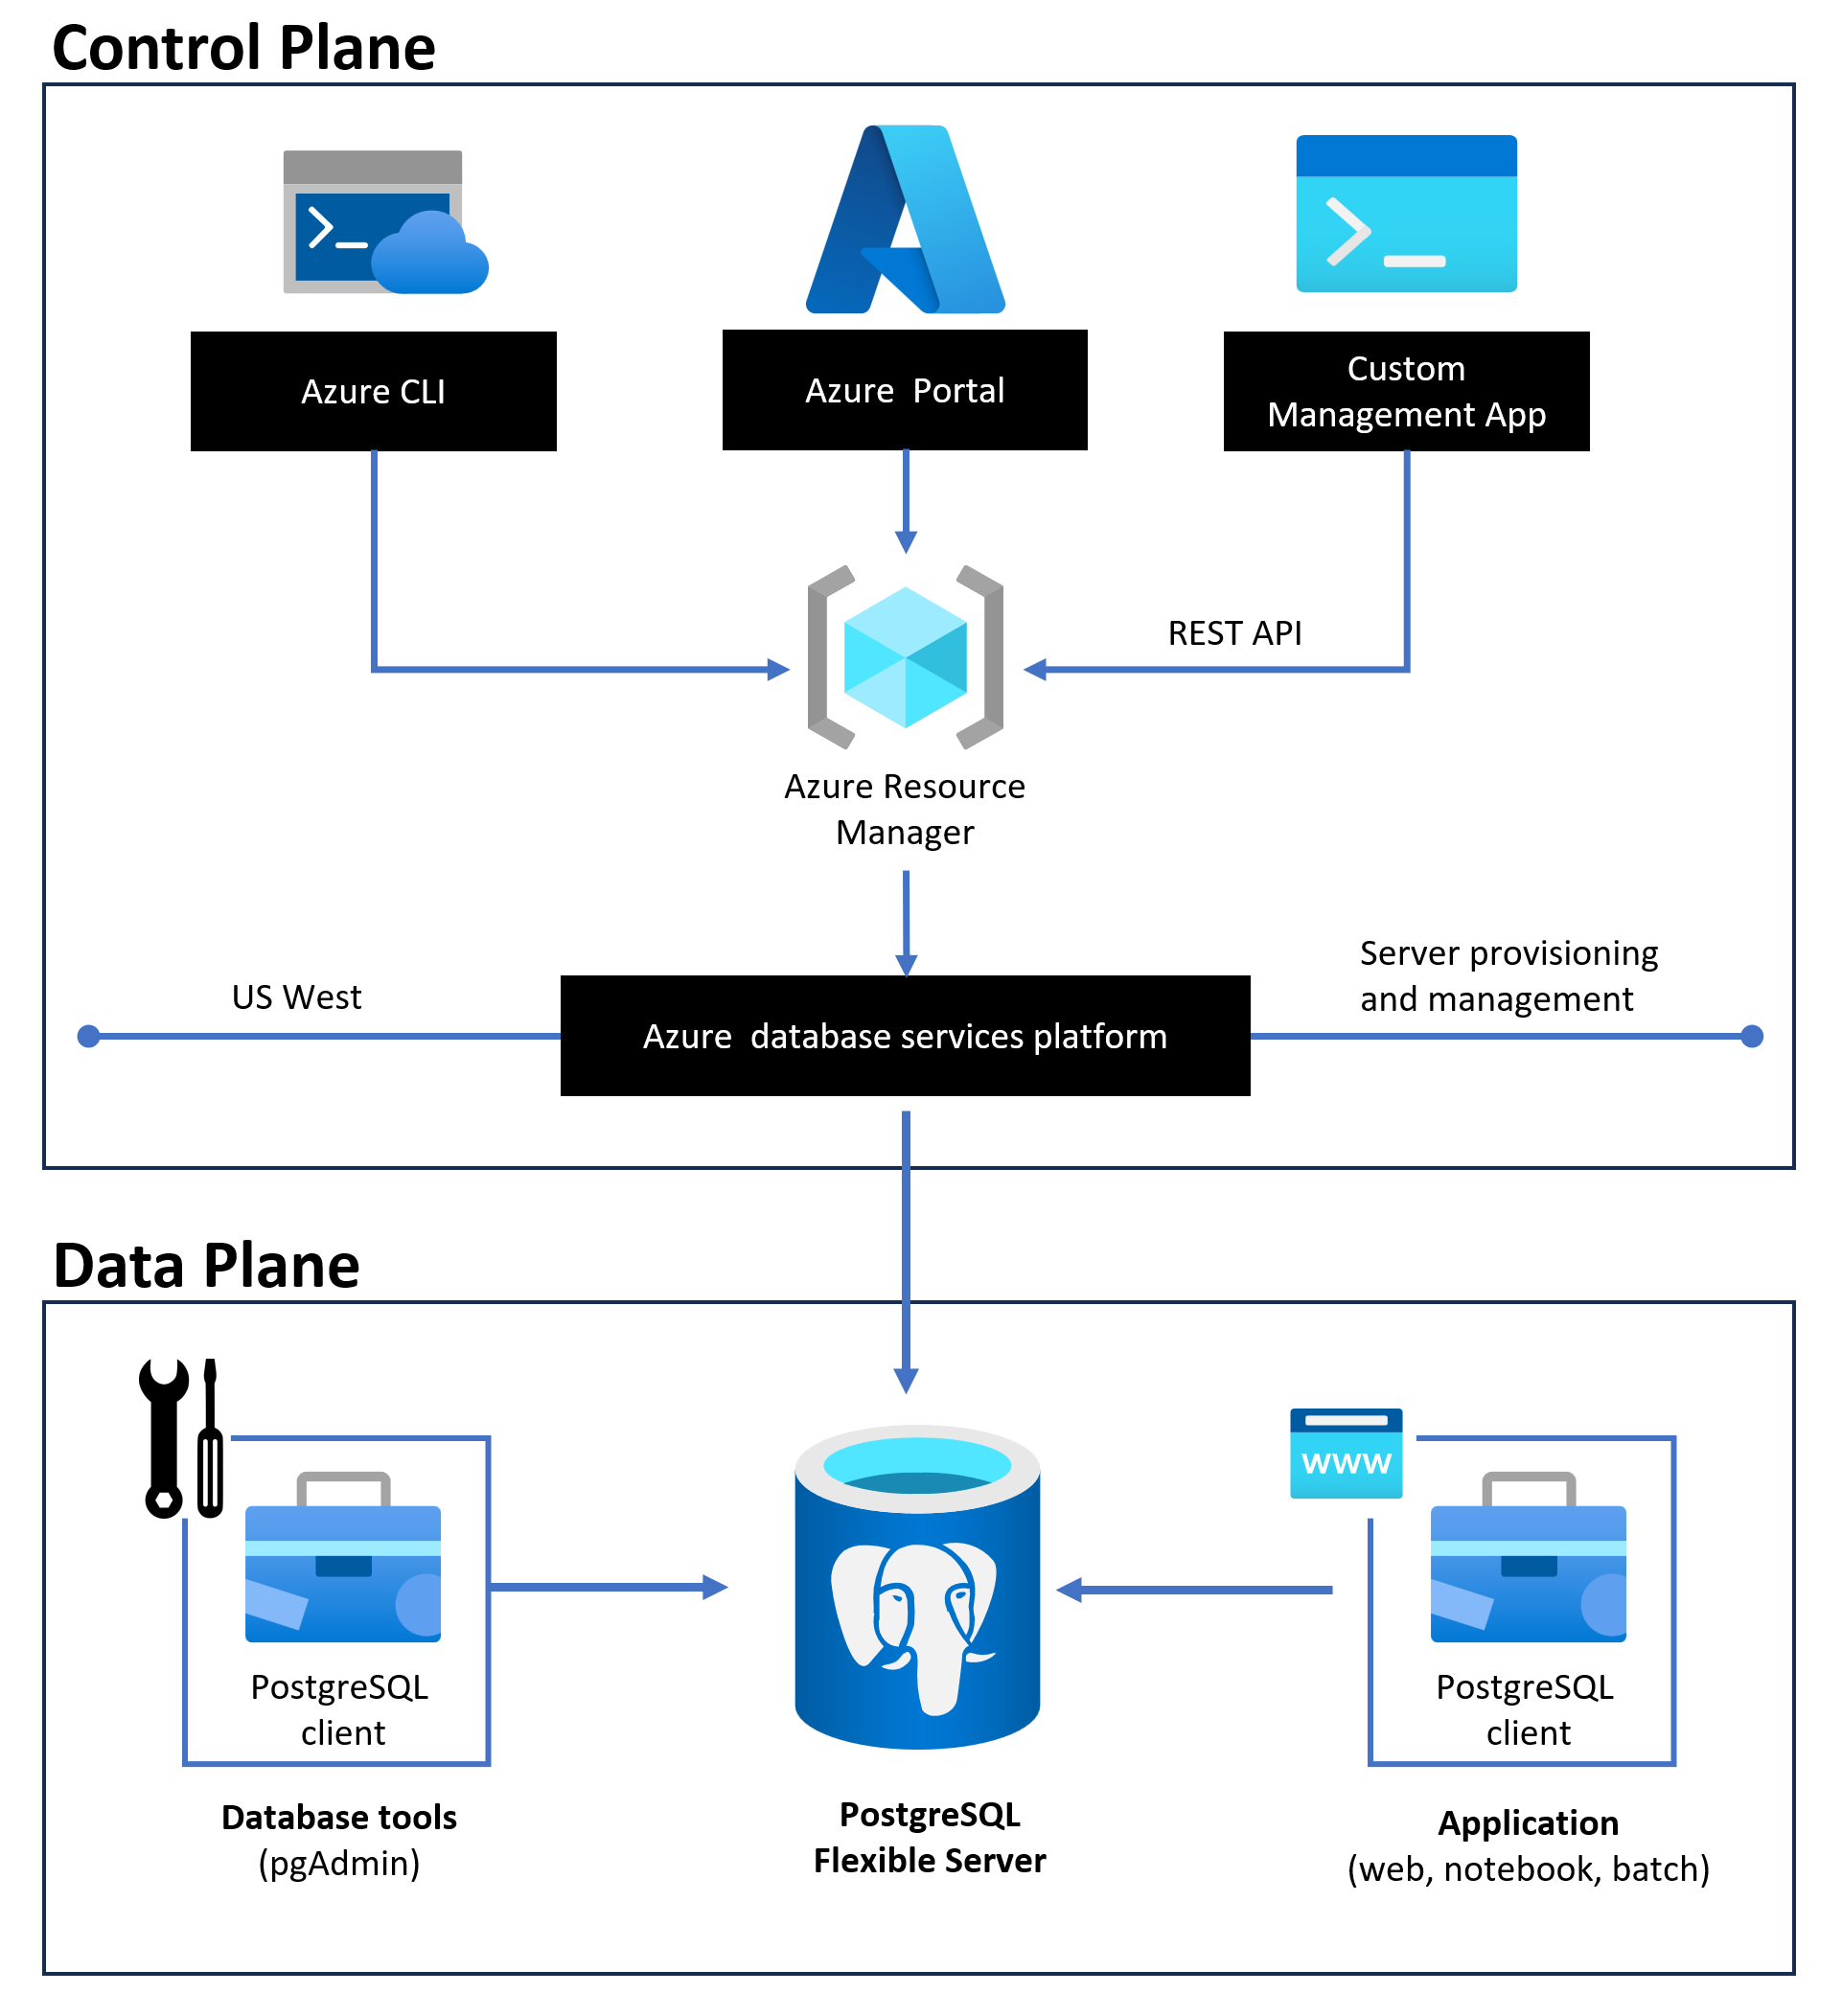 Control Plane
Azure CLI
Azure  Portal
Custom
Management App
REST API
Azure Resource
Manager
US West
Server provisioning
and management
Azure  database services platform
Data Plane
www
PostgreSQL
client
PostgreSQL
client
Database tools
(pgAdmin)
PostgreSQL
Flexible Server
Application
(web, notebook, batch)